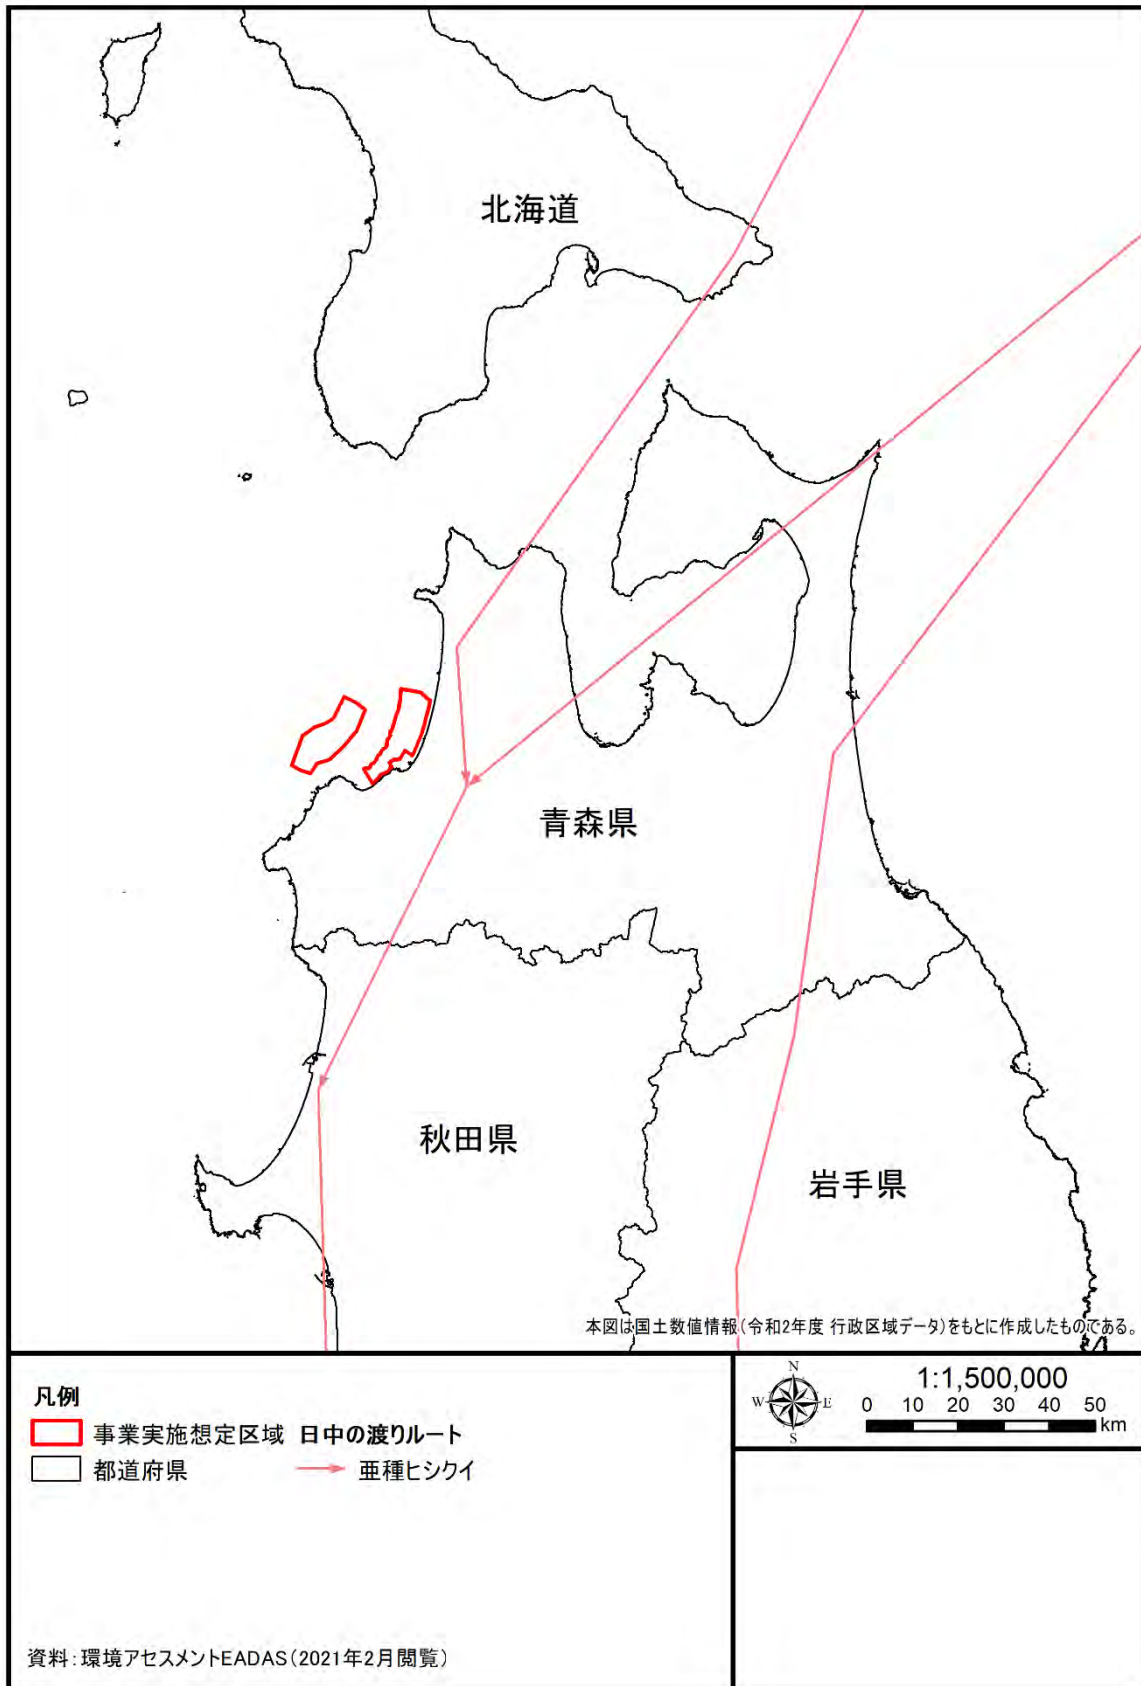 北海道
青森県
秋田県
岩手県
本図は国土数値情報(令和2年度 行政区域データ)をもとに作成したものである。
凡例
事業実施想定区域 日中の渡りルート
都道府県 亜種ヒシクイ
資料:環境アセスメントEADAS(2021年2月閲覧)
N
W E
S
1:1,500,000
0 10 20 30 40 50
km